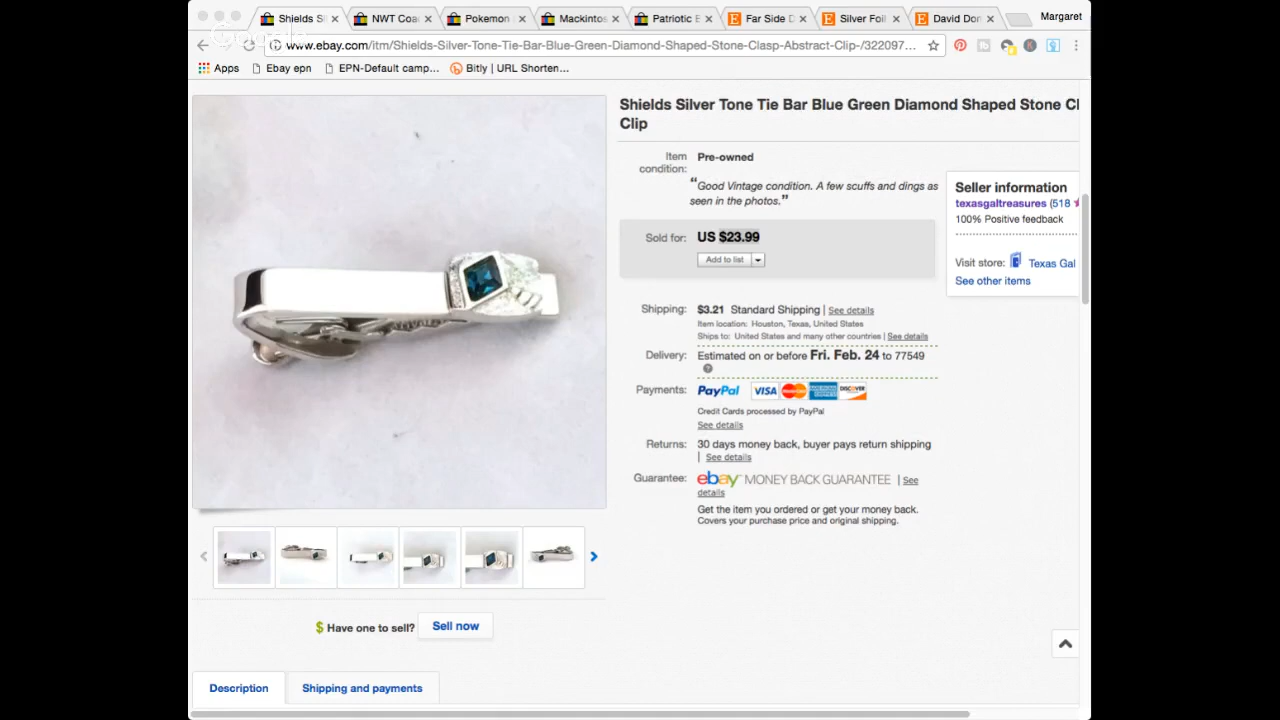 Shields Si
NWT Coac
Pokemon
Mackintos
Patriotic E
Far Side D
Silver Foil
David Don
Margaret
www.ebay.com/itm/Shields-Silver-Tone-Tie-Bar-Blue-Green-Diamond-Shaped-Stone-Clasp-Abstract-Clip-/322097...
Apps
Ebay epn
EPN-Default camp...
Bitly | URL Shorten...
Shields Silver Tone Tie Bar Blue Green Diamond Shaped Stone Cl
Clip
Item condition: Pre-owned
"Good Vintage condition. A few scuffs and dings as
seen in the photos."
Sold for: US $23.99
Add to list
Seller information
texasgaltreasures (518
100% Positive feedback
Visit store: Texas Gal
See other items
Shipping: $3.21 Standard Shipping | See details
Item location: Houston, Texas, United States
Ships to: United States and many other countries | See details
Delivery: Estimated on or before Fri. Feb. 24 to 77549
Payments: PayPal VISA MasterCard AMERICAN EXPRESS DISCOVER
Credit Cards processed by PayPal
See details
Returns: 30 days money back, buyer pays return shipping
| See details
Guarantee: ebay MONEY BACK GUARANTEE | See
details
Get the item you ordered or get your money back.
Covers your purchase price and original shipping.
$ Have one to sell? Sell now
Description
Shipping and payments